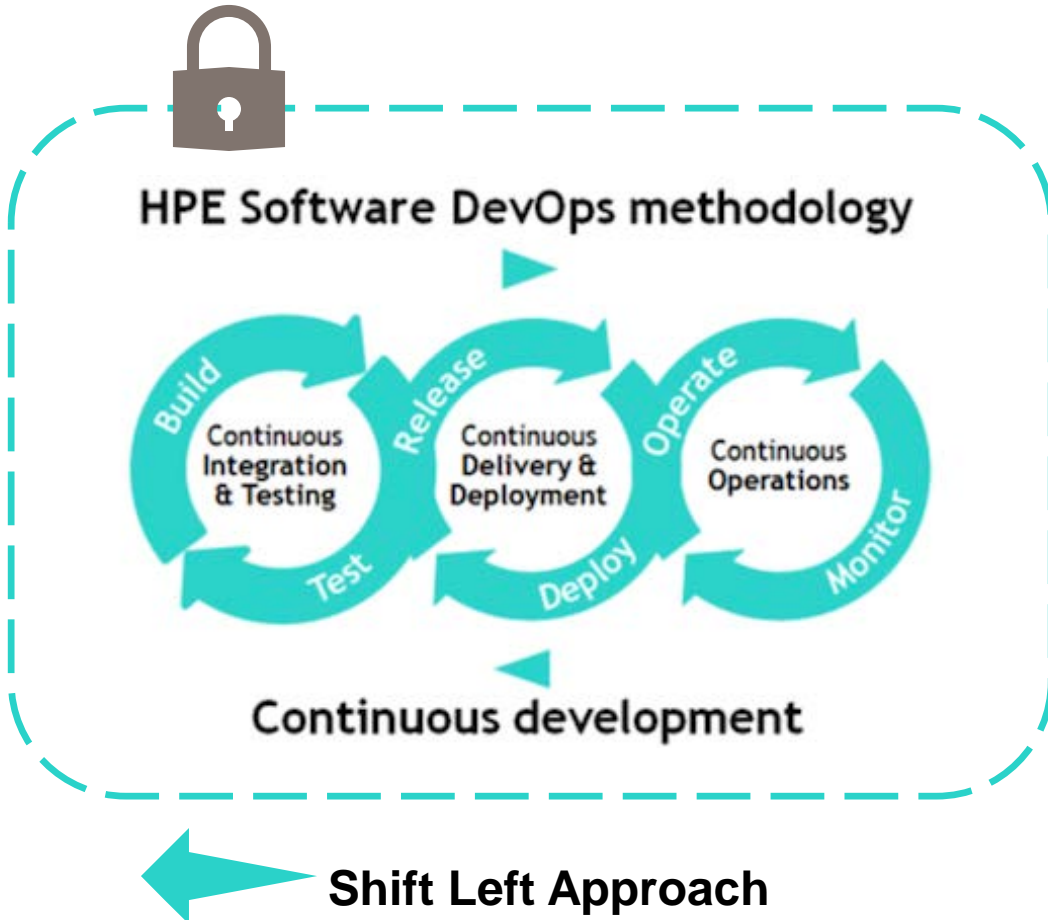 HPE Software DevOps methodology
Build
Continuous
Integration
& Testing
Test
Release
Continuous
Delivery &
Deployment
Deploy
Operate
Continuous
Operations
Monitor
Continuous development
Shift Left Approach